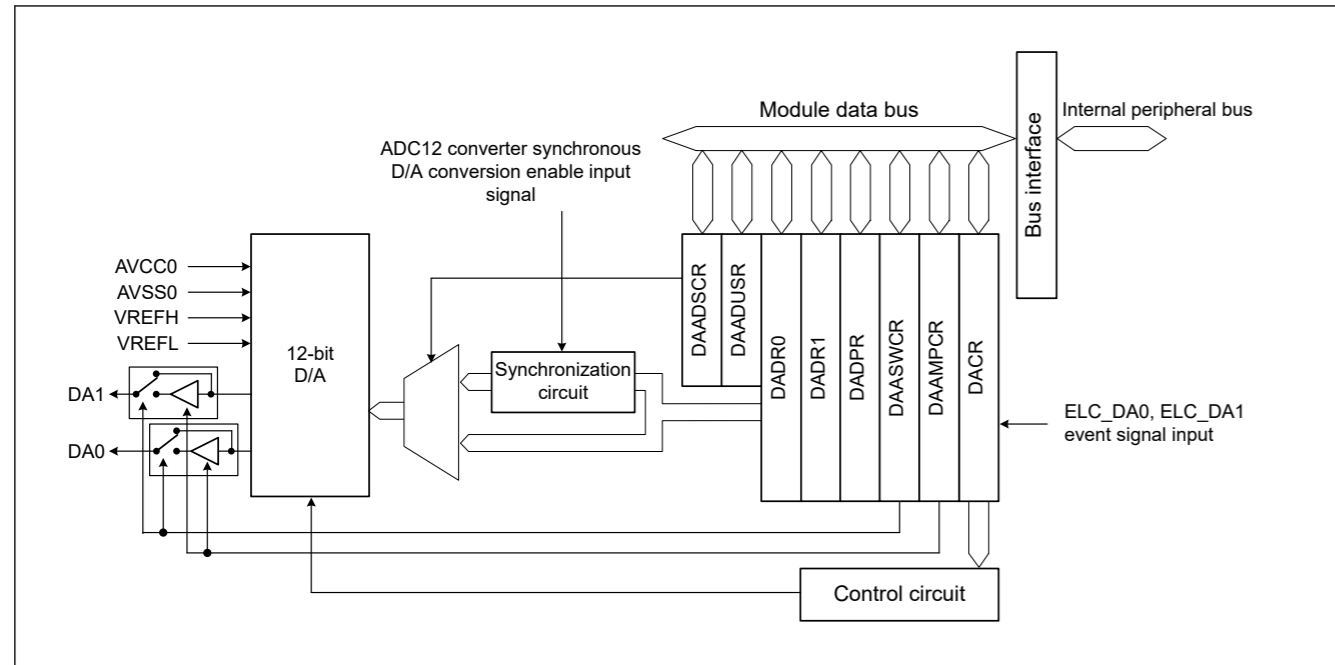 Module data bus
Internal peripheral bus
Bus interface
ADC12 converter synchronous
D/A conversion enable input
signal
AVCC0
AVSS0
VREFH
VREFL
12-bit
D/A
DA1
DA0
Synchronization
circuit
DAADSCR
DAADUSR
DADR0
DADR1
DADPR
DAASWCR
DAAMPCR
DACR
ELC_DA0, ELC_DA1
event signal input
Control circuit